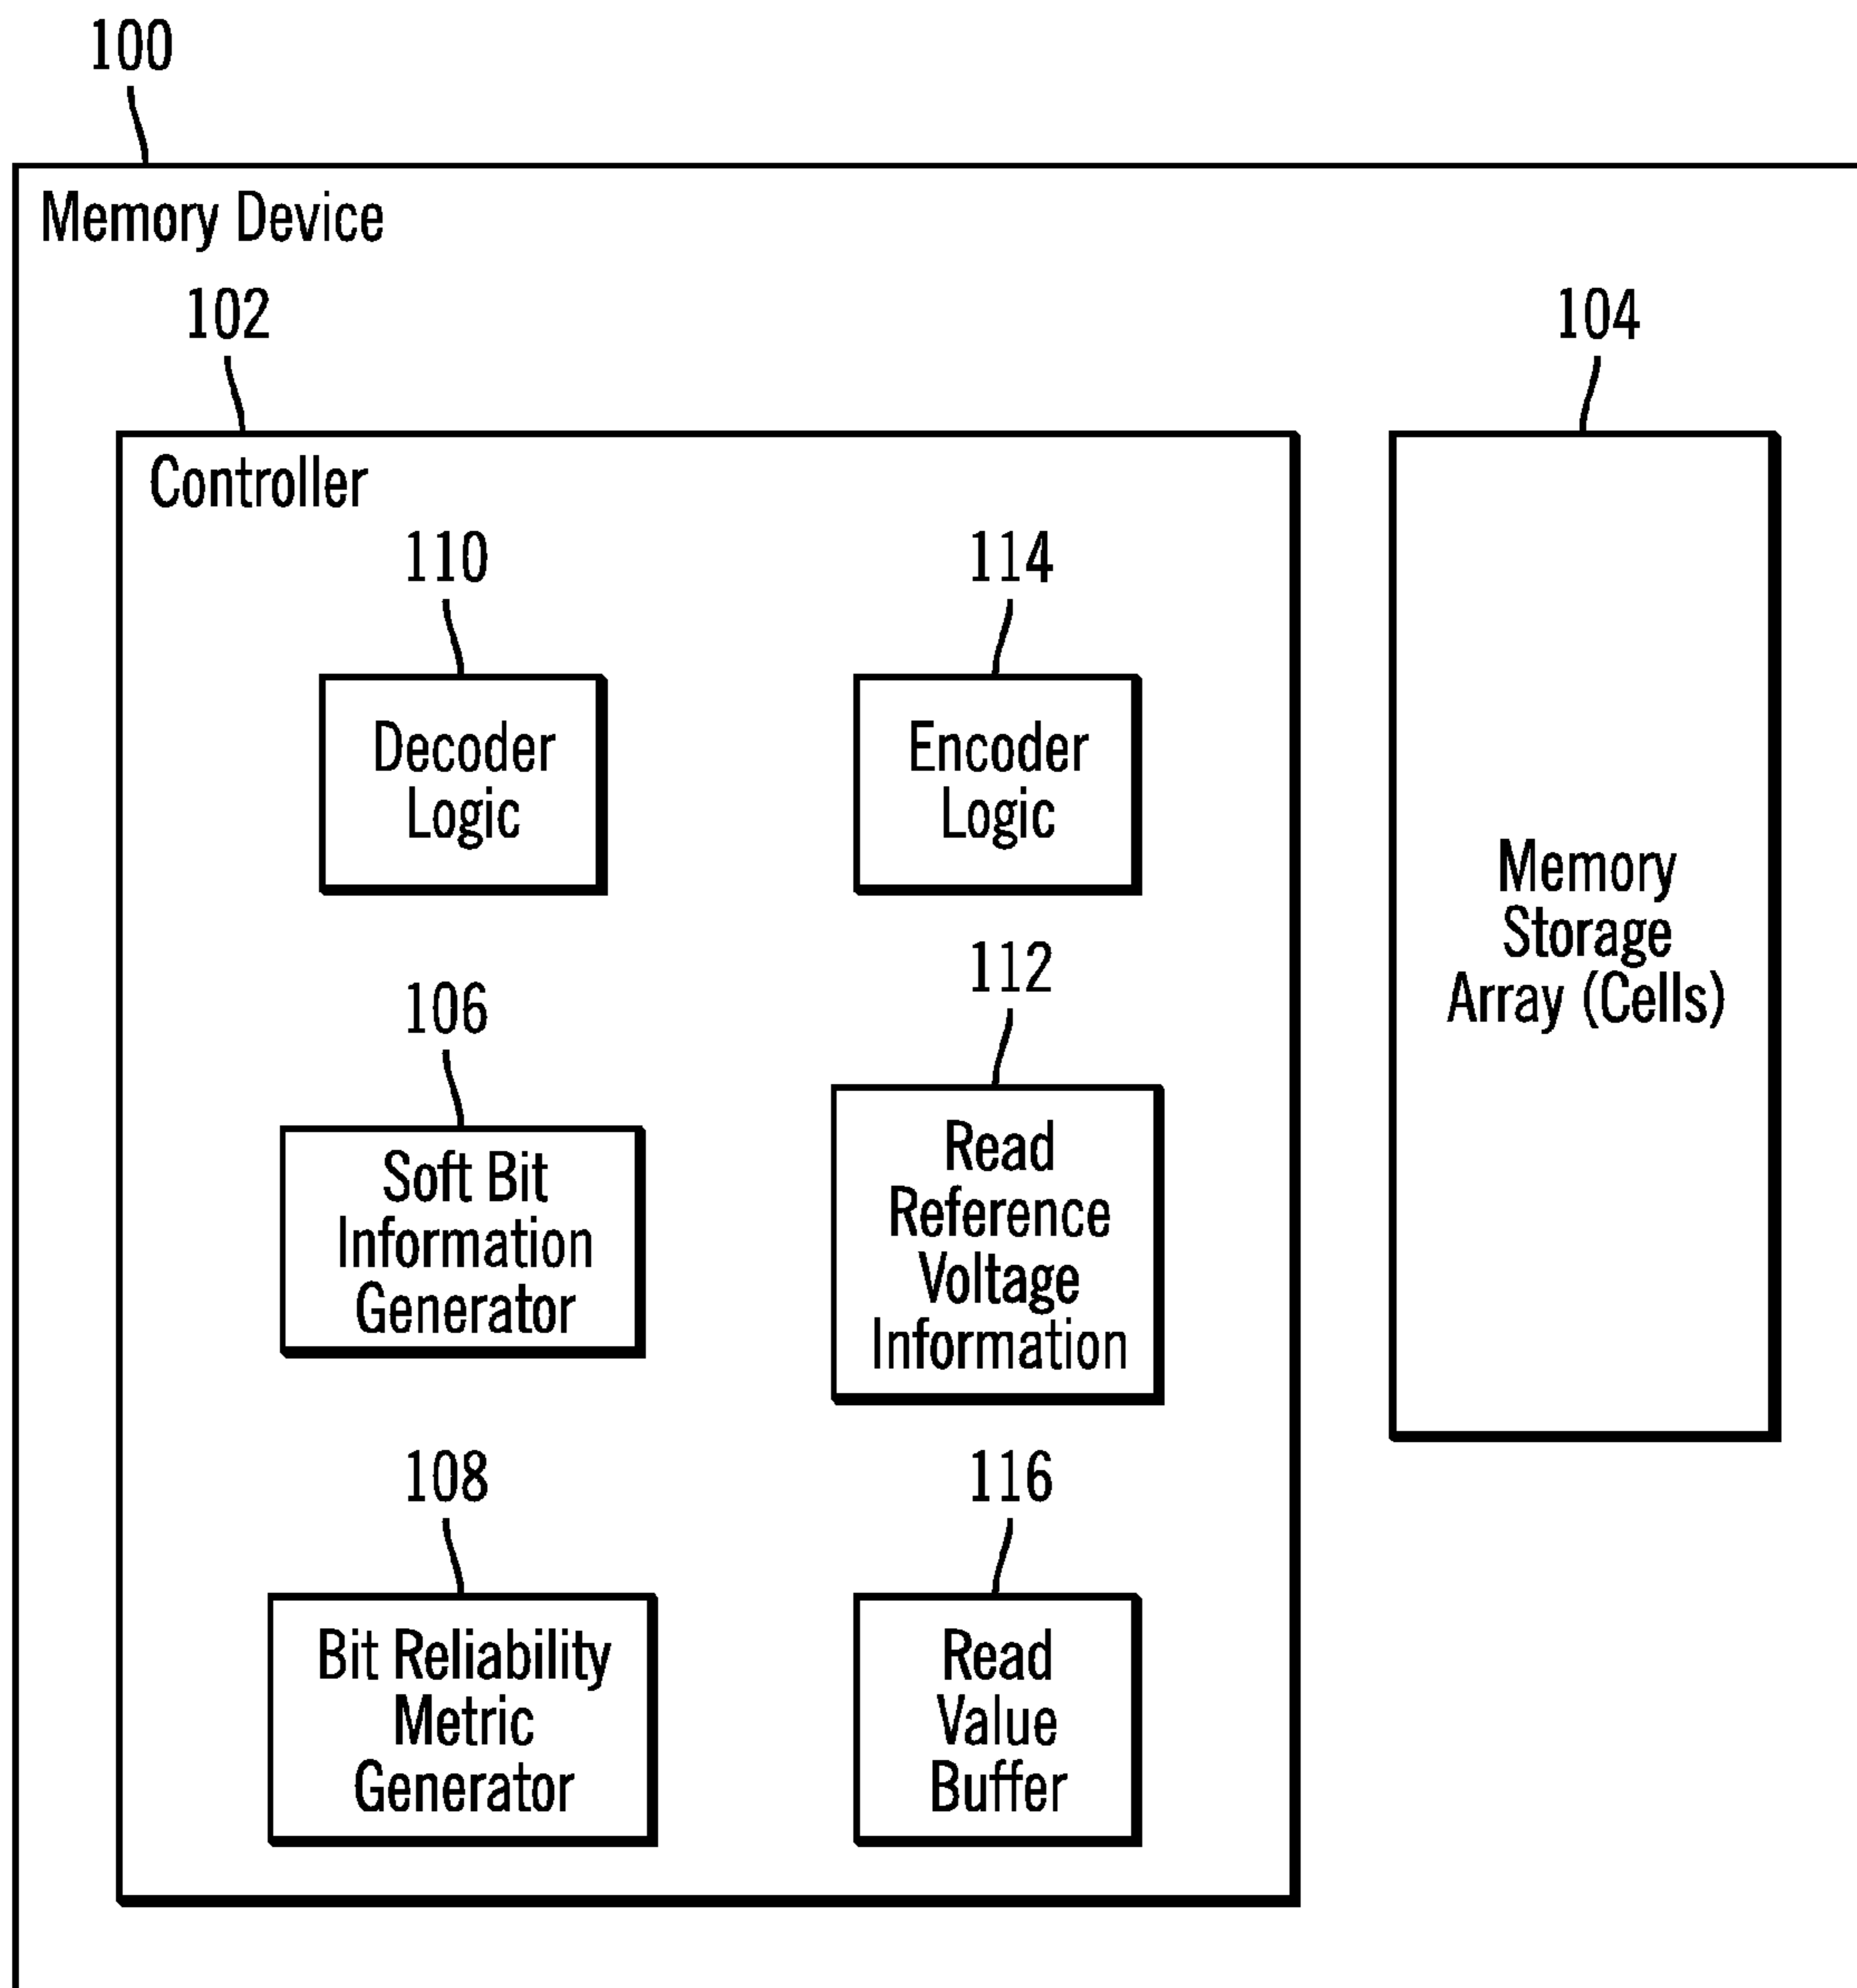 100
Memory Device
102
104
Controller
110
114
Decoder
Logic
Encoder
Logic
Memory
Storage
Array (Cells)
106
112
Soft Bit
Information
Generator
Read
Reference
Voltage
Information
108
116
Bit Reliability
Metric
Generator
Read
Value
Buffer